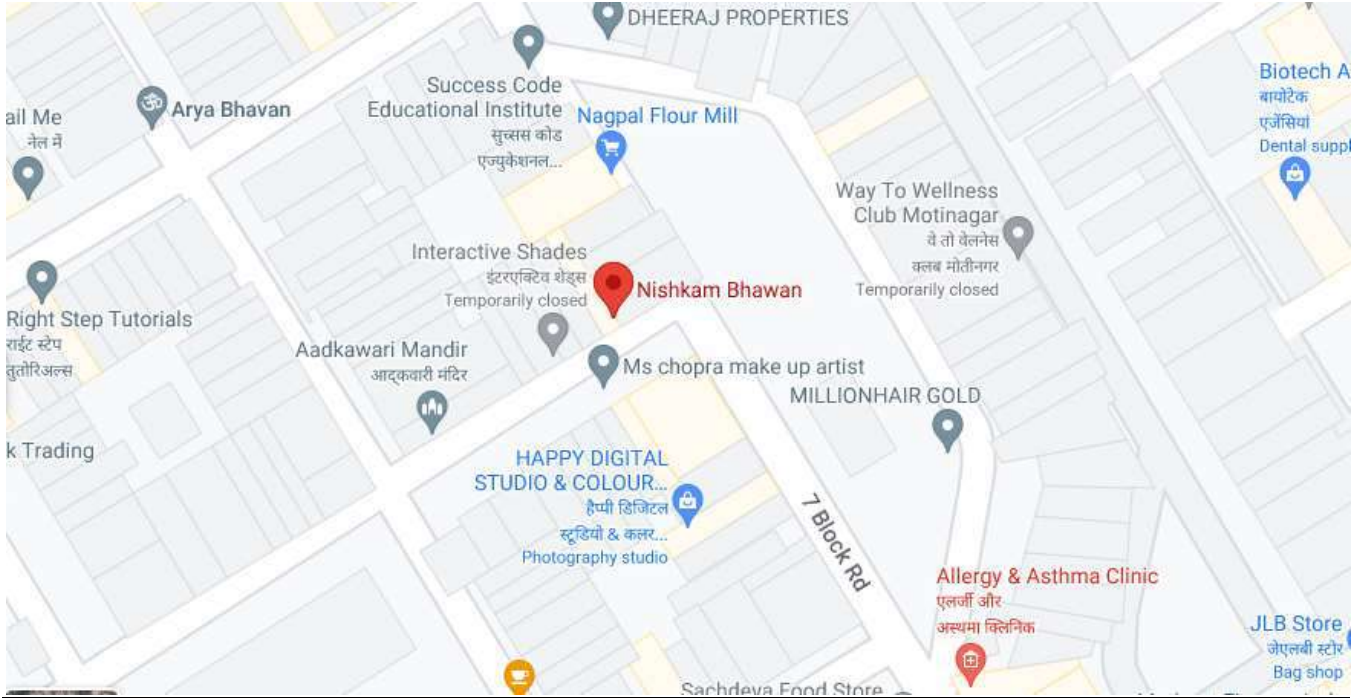 DHEERAJ PROPERTIES
Success Code
Educational Institute
सुच्सस कोड
एज्युकेशनल...
Nagpal Flour Mill
Biotech A
बायोटेक
एजेंसियां
Dental suppl
Arya Bhavan
ail Me
नेल में
Way To Wellness
Club Motinagar
वे तो वेलनेस
क्लब मोतीनगर
Temporarily closed
Interactive Shades
इंटरएक्टिव शेड्स
Temporarily closed
Nishkam Bhawan
Right Step Tutorials
राईट स्टेप
तुतोरिअल्स
Aadkawari Mandir
आद्कवारी मंदिर
Ms chopra make up artist
MILLIONHAIR GOLD
k Trading
HAPPY DIGITAL
STUDIO & COLOUR...
हैप्पी डिजिटल
स्टूडियो & कलर...
Photography studio
7 Block Rd
Allergy & Asthma Clinic
एलर्जी और
अस्थमा क्लिनिक
JLB Store
जेएलबी स्टोर
Bag shop
Sachdeva Food Store